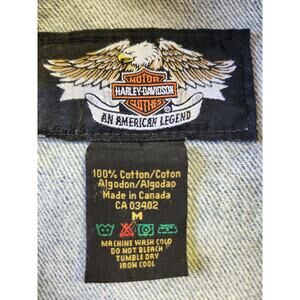 MOTOR
HARLEY-DAVIDSON
CLOTHES
AN AMERICAN LEGEND
100% Cotton/Coton
Algodon/Algodao
Made in Canada
CA 03402
M
MACHINE WASH COLD
DO NOT BLEACH
TUMBLE DRY
IRON COOL